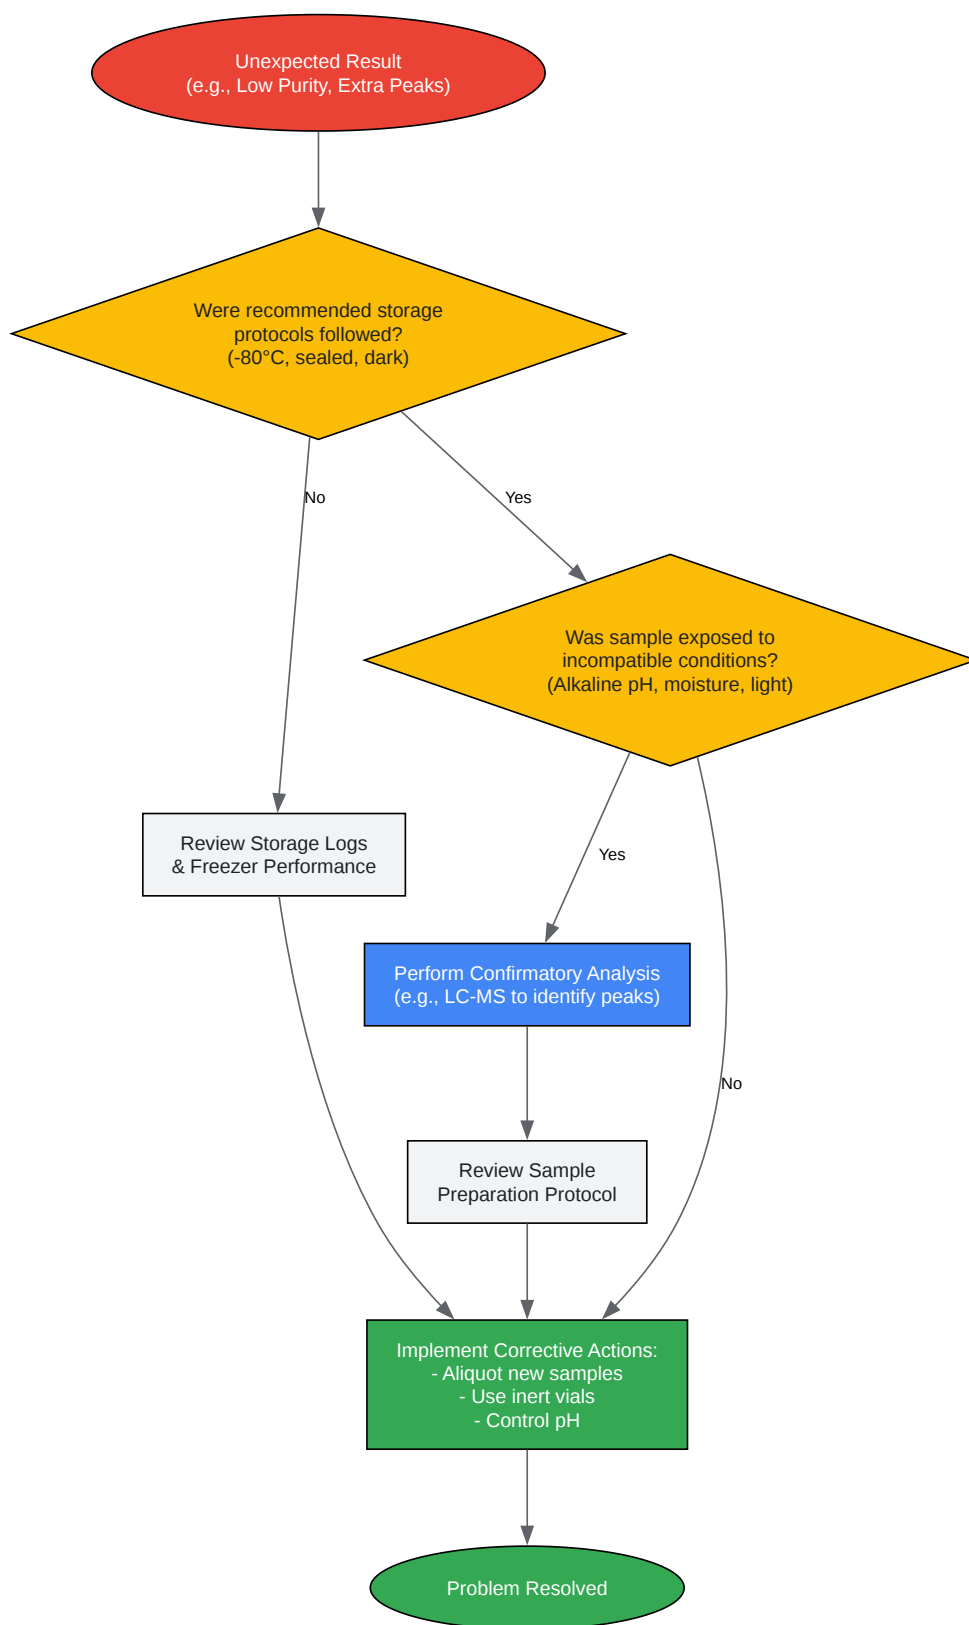 Unexpected Result
(e.g., Low Purity, Extra Peaks)
Were recommended storage
protocols followed?
(-80°C, sealed, dark)
No
Yes
Was sample exposed to
incompatible conditions?
(Alkaline pH, moisture, light)
Review Storage Logs
& Freezer Performance
Yes
Perform Confirmatory Analysis
(e.g., LC-MS to identify peaks)
No
Review Sample
Preparation Protocol
Implement Corrective Actions:
- Aliquot new samples
- Use inert vials
- Control pH
Problem Resolved